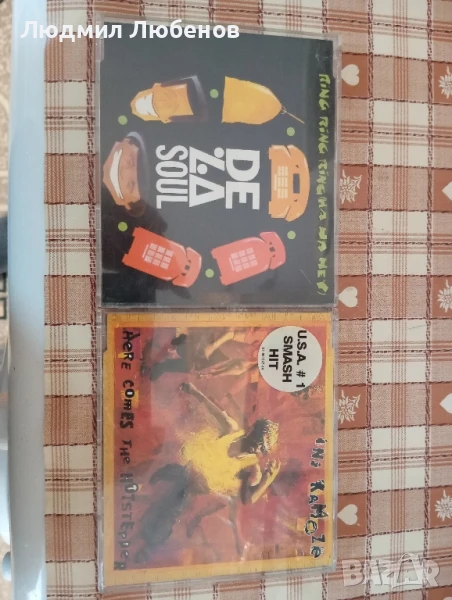 Людмил Любенов
RING RING RING (HA HA HEY)
DE
LA
SOUL
U.S.A. # 1
SMASH
HIT
iNi KaMoZe
HERE COMES THE HOTSTEPPER
BAZAR